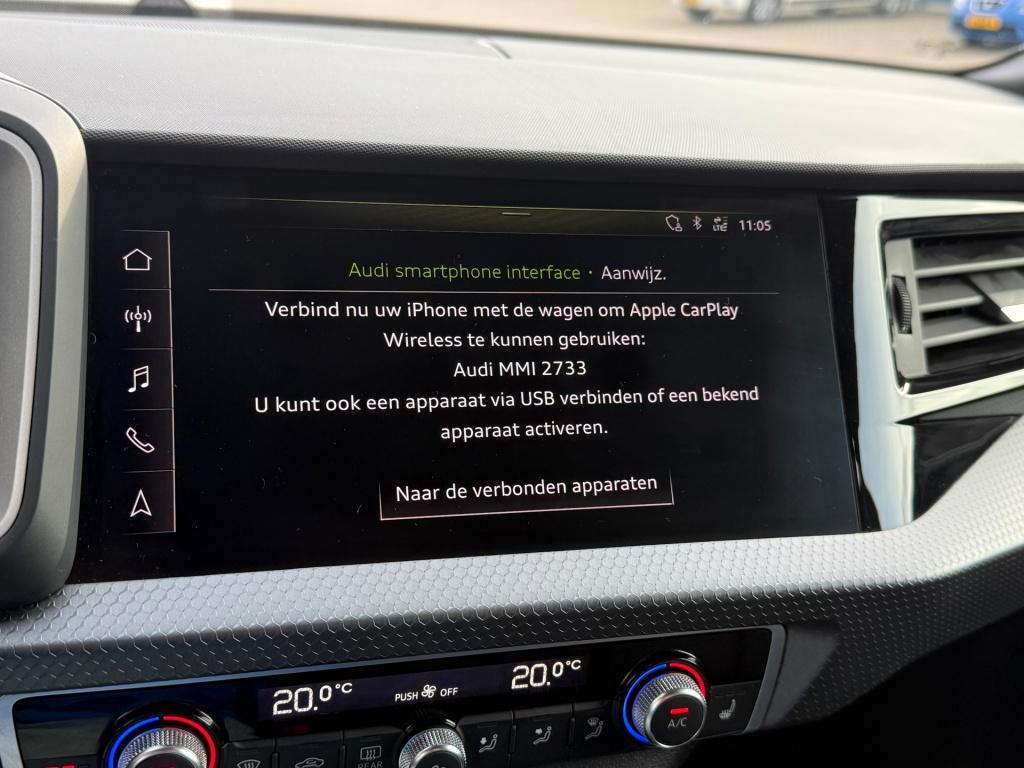 LTE 11:05
Audi smartphone interface · Aanwijz.
Verbind nu uw iPhone met de wagen om Apple CarPlay
Wireless te kunnen gebruiken:
Audi MMI 2733
U kunt ook een apparaat via USB verbinden of een bekend
apparaat activeren.
Naar de verbonden apparaten
20.0°C PUSH OFF 20.0°C
A/C
REAR